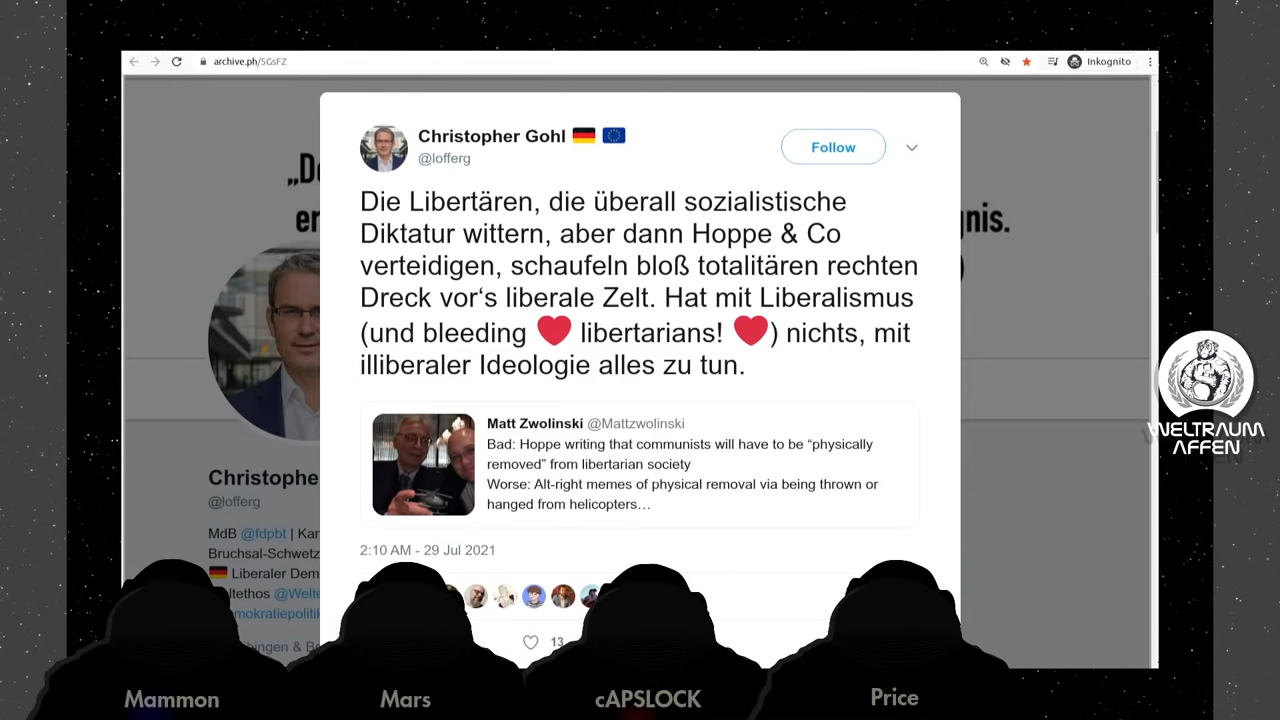 archive.ph/5GsFZ
Inkognito
„De
er
nis.
Christopher Gohl
@lofferg
Follow
Die Libertären, die überall sozialistische
Diktatur wittern, aber dann Hoppe & Co
verteidigen, schaufeln bloß totalitären rechten
Dreck vor‘s liberale Zelt. Hat mit Liberalismus
(und bleeding ❤ libertarians! ❤) nichts, mit
illiberaler Ideologie alles zu tun.
Matt Zwolinski @Mattzwolinski
Bad: Hoppe writing that communists will have to be “physically
removed” from libertarian society
Worse: Alt-right memes of physical removal via being thrown or
hanged from helicopters…
2:10 AM - 29 Jul 2021
13
Christophe
@lofferg
MdB @fdpbt | Kar
Bruchsal-Schwetz
Liberaler Dem
ltethos @Welte
mokratiepolitik
WELTRAUM
AFFEN
Mammon
Mars
cAPSLOCK
Price